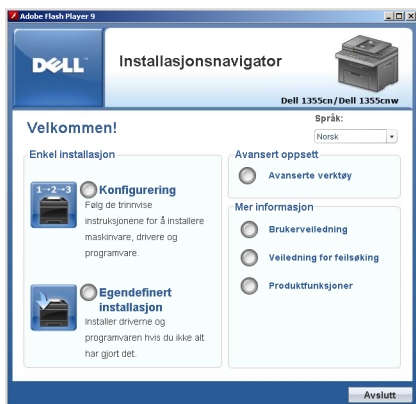 Adobe Flash Player 9
DELL
Installasjonsnavigator
Dell 1355cn/Dell 1355cnw
Språk:
Velkommen!
Norsk
Enkel installasjon
1→2→3
Konfigurering
Følg de trinnvise
instruksjonene for å installere
maskinvare, drivere og
programvare.
Egendefinert
installasjon
Installer driverne og
programvaren hvis du ikke alt
har gjort det.
Avansert oppsett
Avanserte verktøy
Mer informasjon
Brukerveiledning
Veiledning for feilsøking
Produktfunksjoner
Avslutt